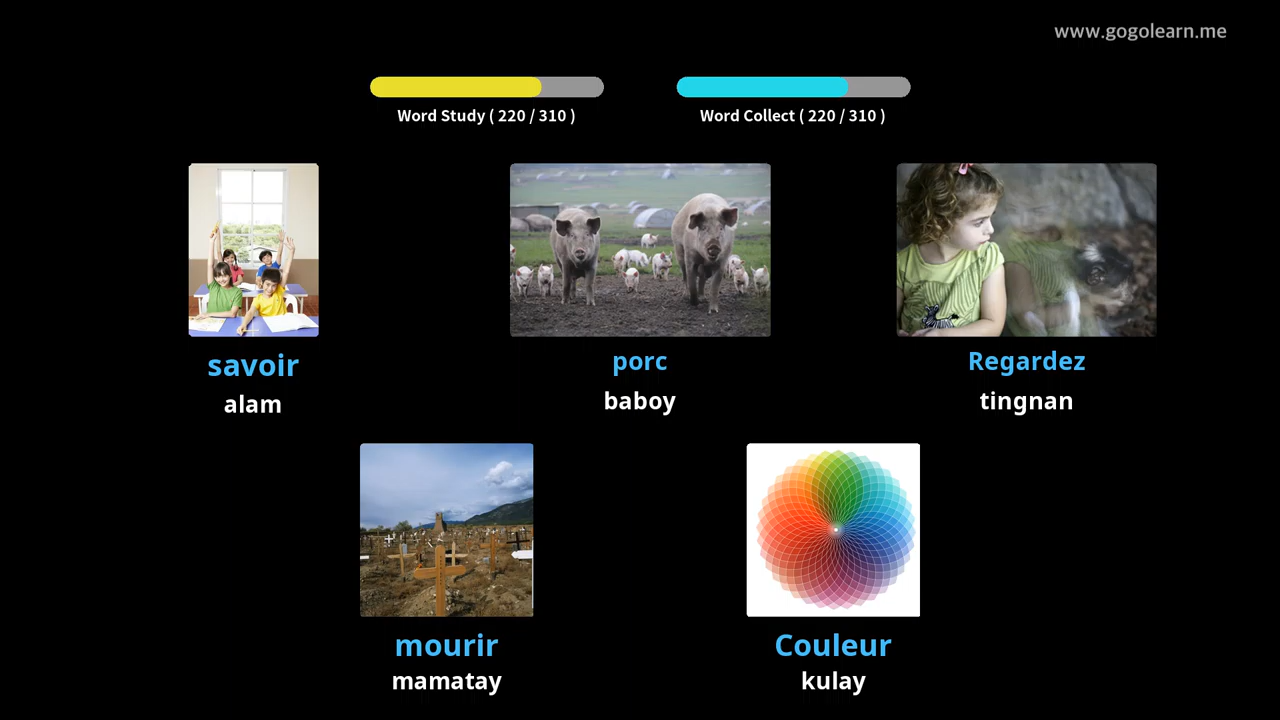 www.gogolearn.me
Word Study ( 220 / 310 )
Word Collect ( 220 / 310 )
savoir
alam
porc
baboy
Regardez
tingnan
mourir
mamatay
Couleur
kulay